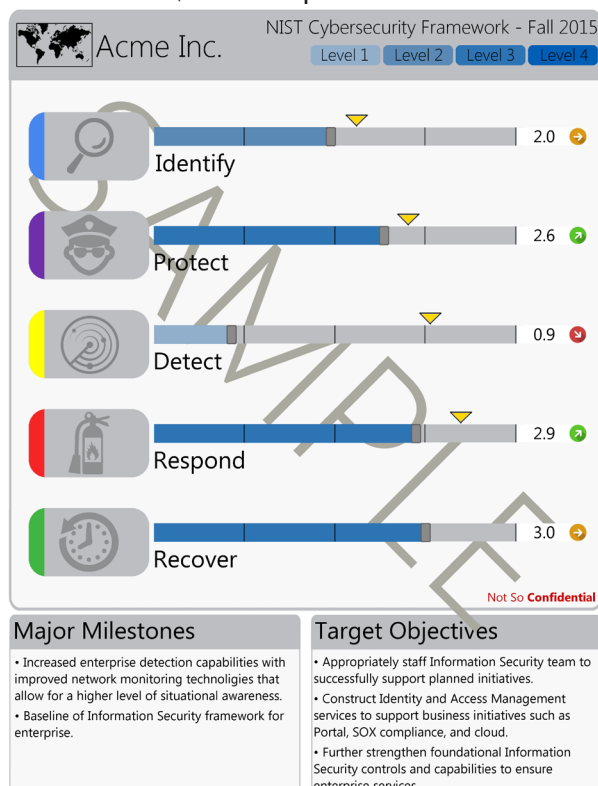 Acme Inc.
NIST Cybersecurity Framework - Fall 2015
Level 1 Level 2 Level 3 Level 4
Identify
2.0
Protect
2.6
Detect
0.9
Respond
2.9
Recover
3.0
SAMPLE
Not So Confidential
Major Milestones
• Increased enterprise detection capabilities with
improved network monitoring technoligies that
allow for a higher level of situational awareness.
• Baseline of Information Security framework for
enterprise.
Target Objectives
• Appropriately staff Information Security team to
successfully support planned initiatives.
• Construct Identity and Access Management
services to support business initiatives such as
Portal, SOX compliance, and cloud.
• Further strengthen foundational Information
Security controls and capabilities to ensure
enterprise services